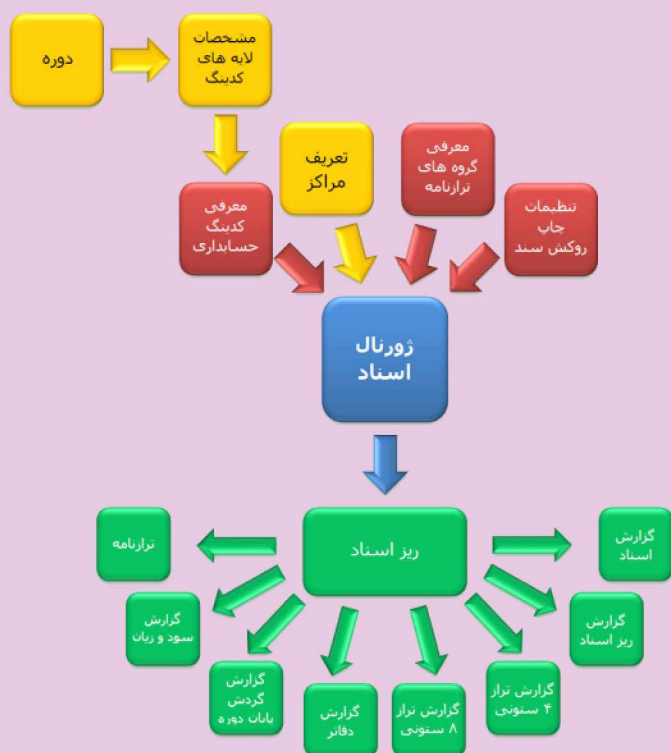 دوره
مشخصات
لایه های
کدینگ
معرفی
کدینگ
حسابداری
تعریف
مراکز
معرفی
گروه های
ترازنامه
تنظیمات
چاپ
روکش سند
ژورنال
اسناد
ریز اسناد
ترازنامه
گزارش
سود و زیان
گزارش
گردش
پایان دوره
گزارش
دفاتر
گزارش تراز
۸ ستونی
گزارش تراز
۴ ستونی
گزارش
ریز اسناد
گزارش
اسناد